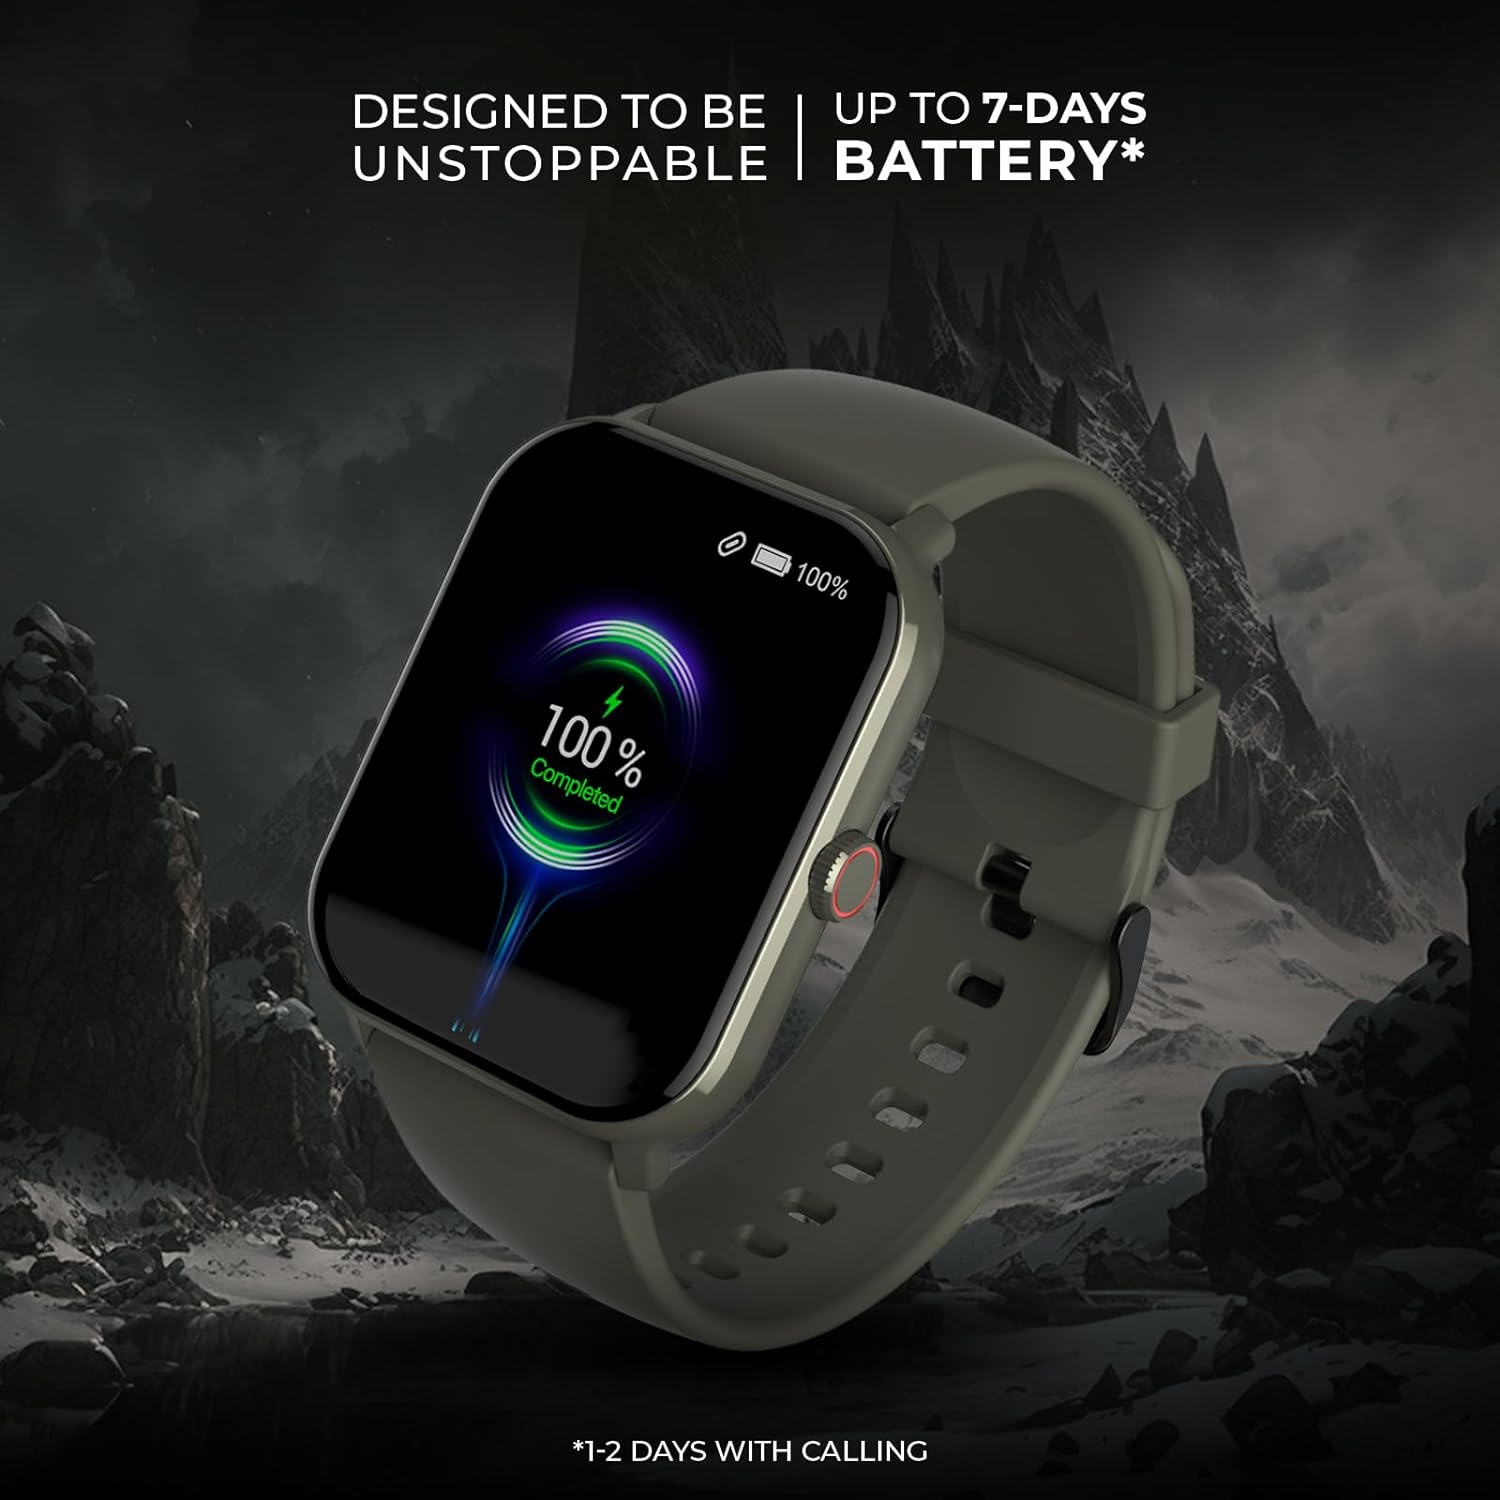 DESIGNED TO BE
UNSTOPPABLE
UP TO 7-DAYS
BATTERY*
100%
100%
Completed
*1-2 DAYS WITH CALLING